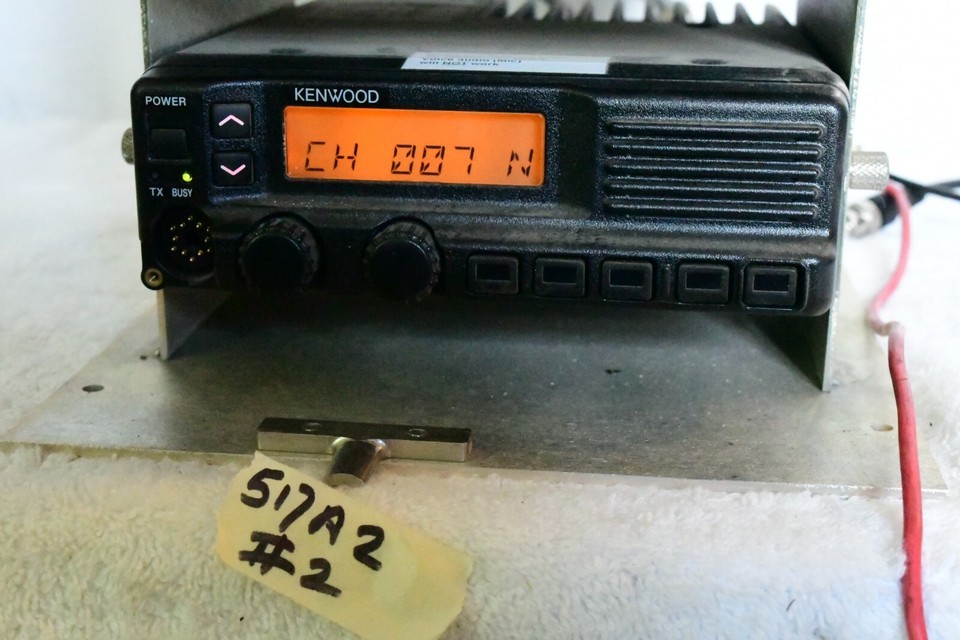 POWER
KENWOOD
CH 007 N
TX BUSY
517A2
#2